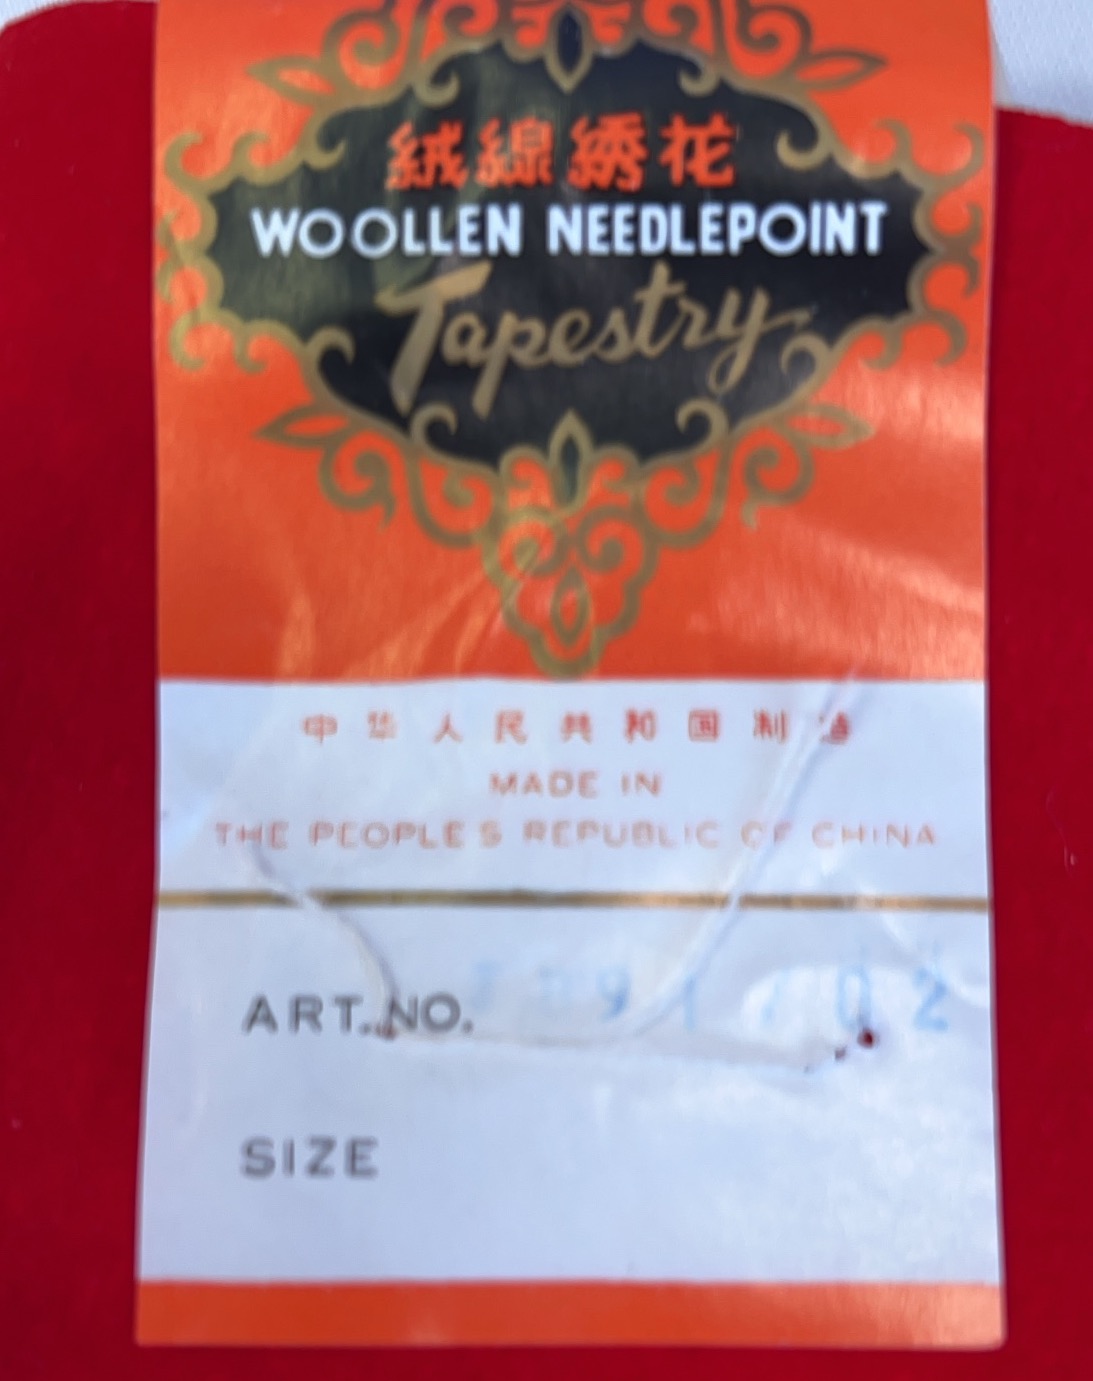 絨線綉花
WOOLLEN NEEDLEPOINT
Tapestry
中华人民共和国制造
MADE IN
THE PEOPLE'S REPUBLIC OF CHINA
ART. NO.
SIZE